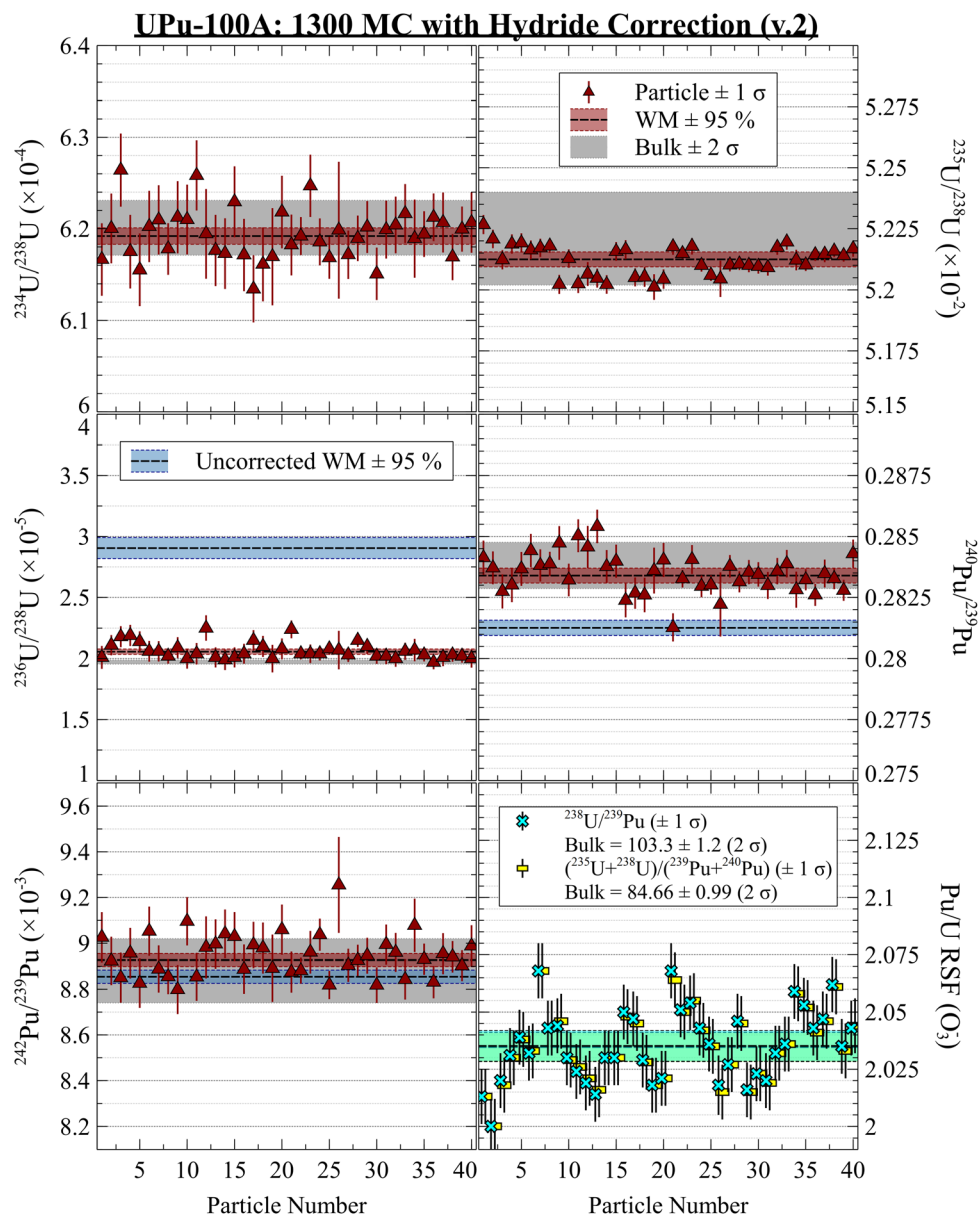 UPu-100A: 1300 MC with Hydride Correction (v.2)
6.4
6.3
6.2
6.1
6
²³⁴U/²³⁸U (×10⁻⁴)
Particle ± 1 σ
WM ± 95 %
Bulk ± 2 σ
5.275
5.25
5.225
5.2
5.175
5.15
²³⁵U/²³⁸U (×10⁻²)
4
3.5
3
2.5
2
1.5
1
²³⁶U/²³⁸U (×10⁻⁵)
Uncorrected WM ± 95 %
0.2875
0.285
0.2825
0.28
0.2775
0.275
²⁴⁰Pu/²³⁹Pu
9.6
9.4
9.2
9
8.8
8.6
8.4
8.2
²⁴²Pu/²³⁹Pu (×10⁻³)
5 10 15 20 25 30 35 40
Particle Number
²³⁸U/²³⁹Pu (± 1 σ)
Bulk = 103.3 ± 1.2 (2 σ)
(²³⁵U+²³⁸U)/(²³⁹Pu+²⁴⁰Pu) (± 1 σ)
Bulk = 84.66 ± 0.99 (2 σ)
2.125
2.1
2.075
2.05
2.025
2
Pu/U RSF (O₃⁻)
5 10 15 20 25 30 35 40
Particle Number